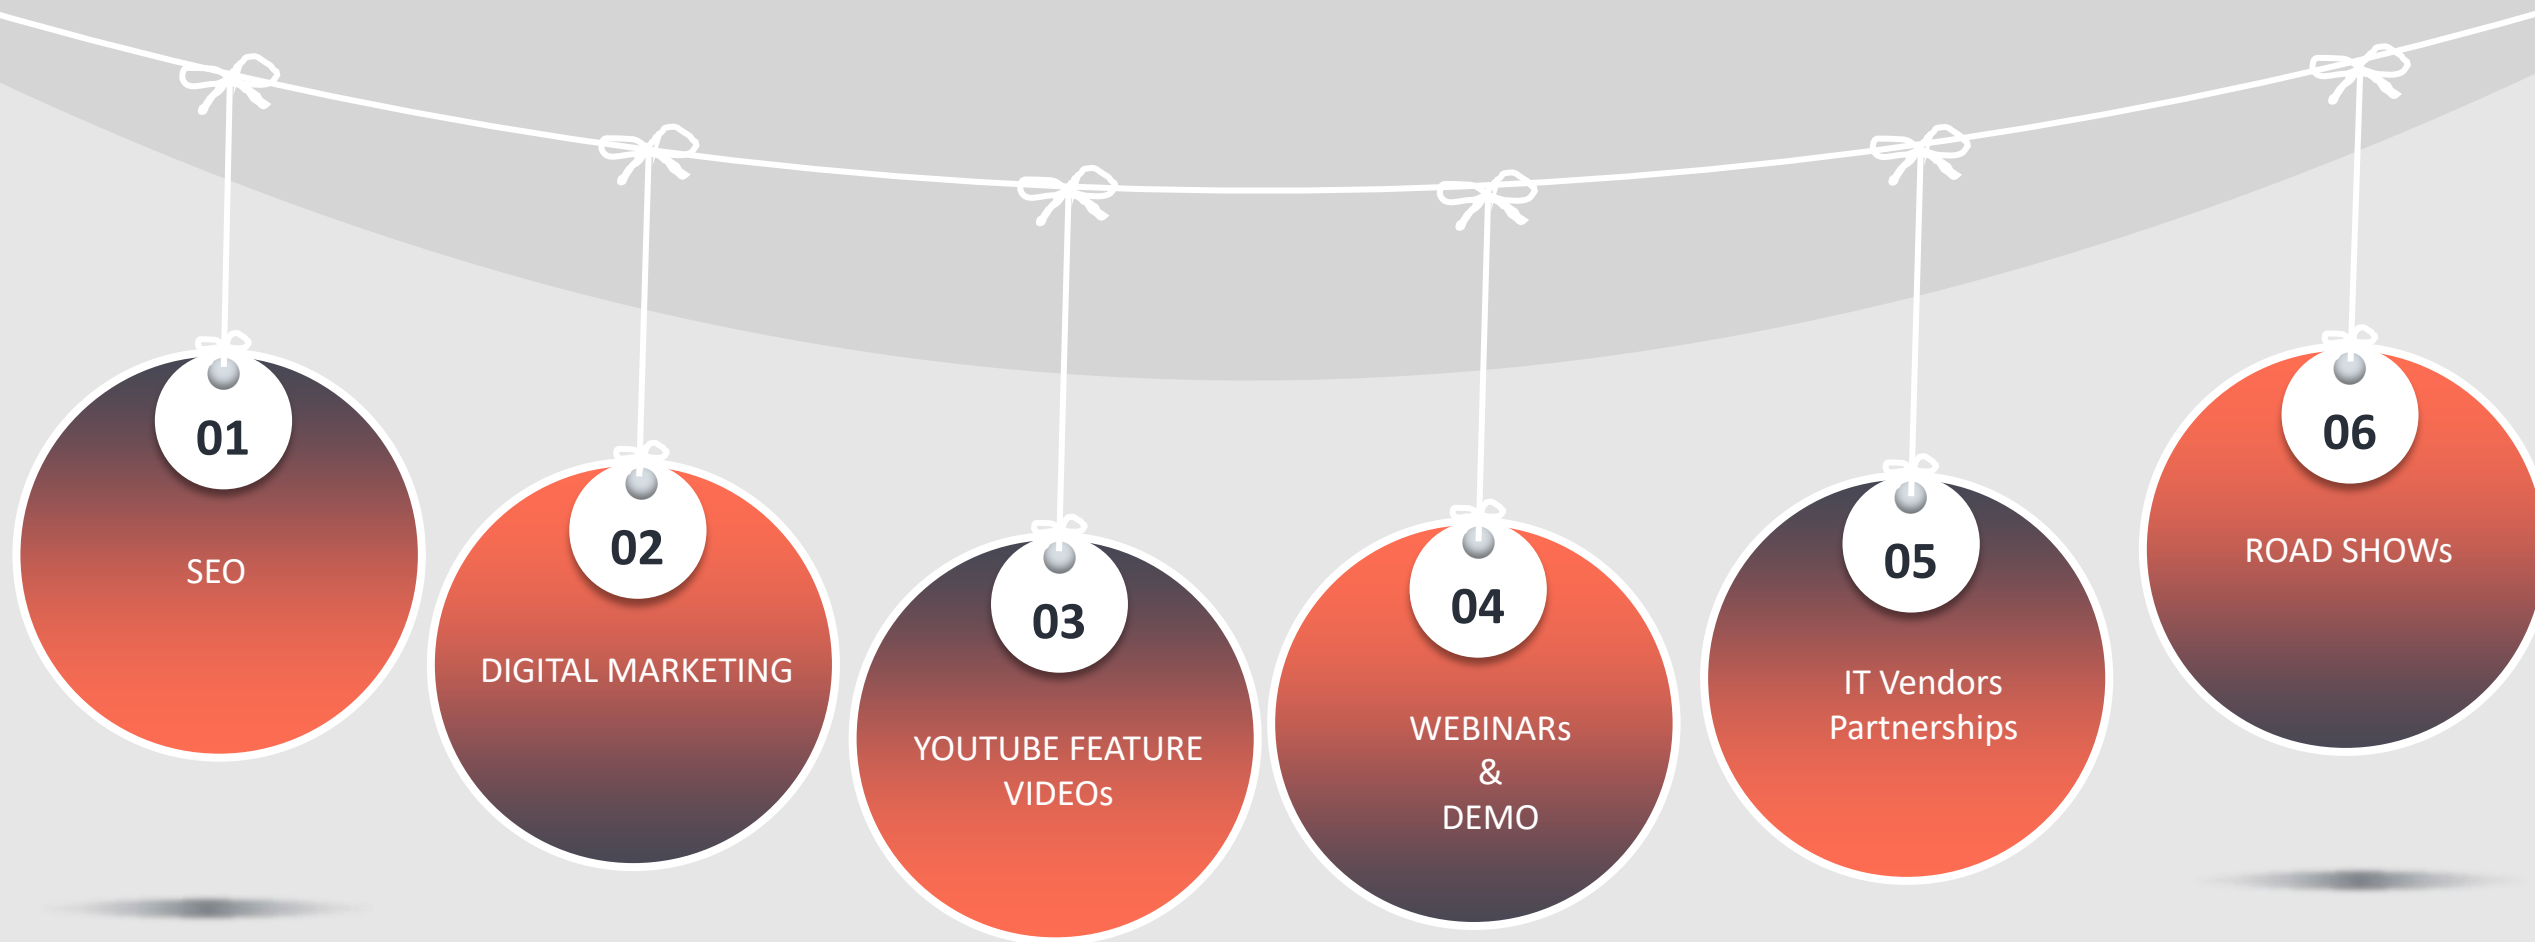 01
SEO
02
DIGITAL MARKETING
03
YOUTUBE FEATURE
VIDEOs
04
WEBINARs
&
DEMO
05
IT Vendors
Partnerships
06
ROAD SHOWs